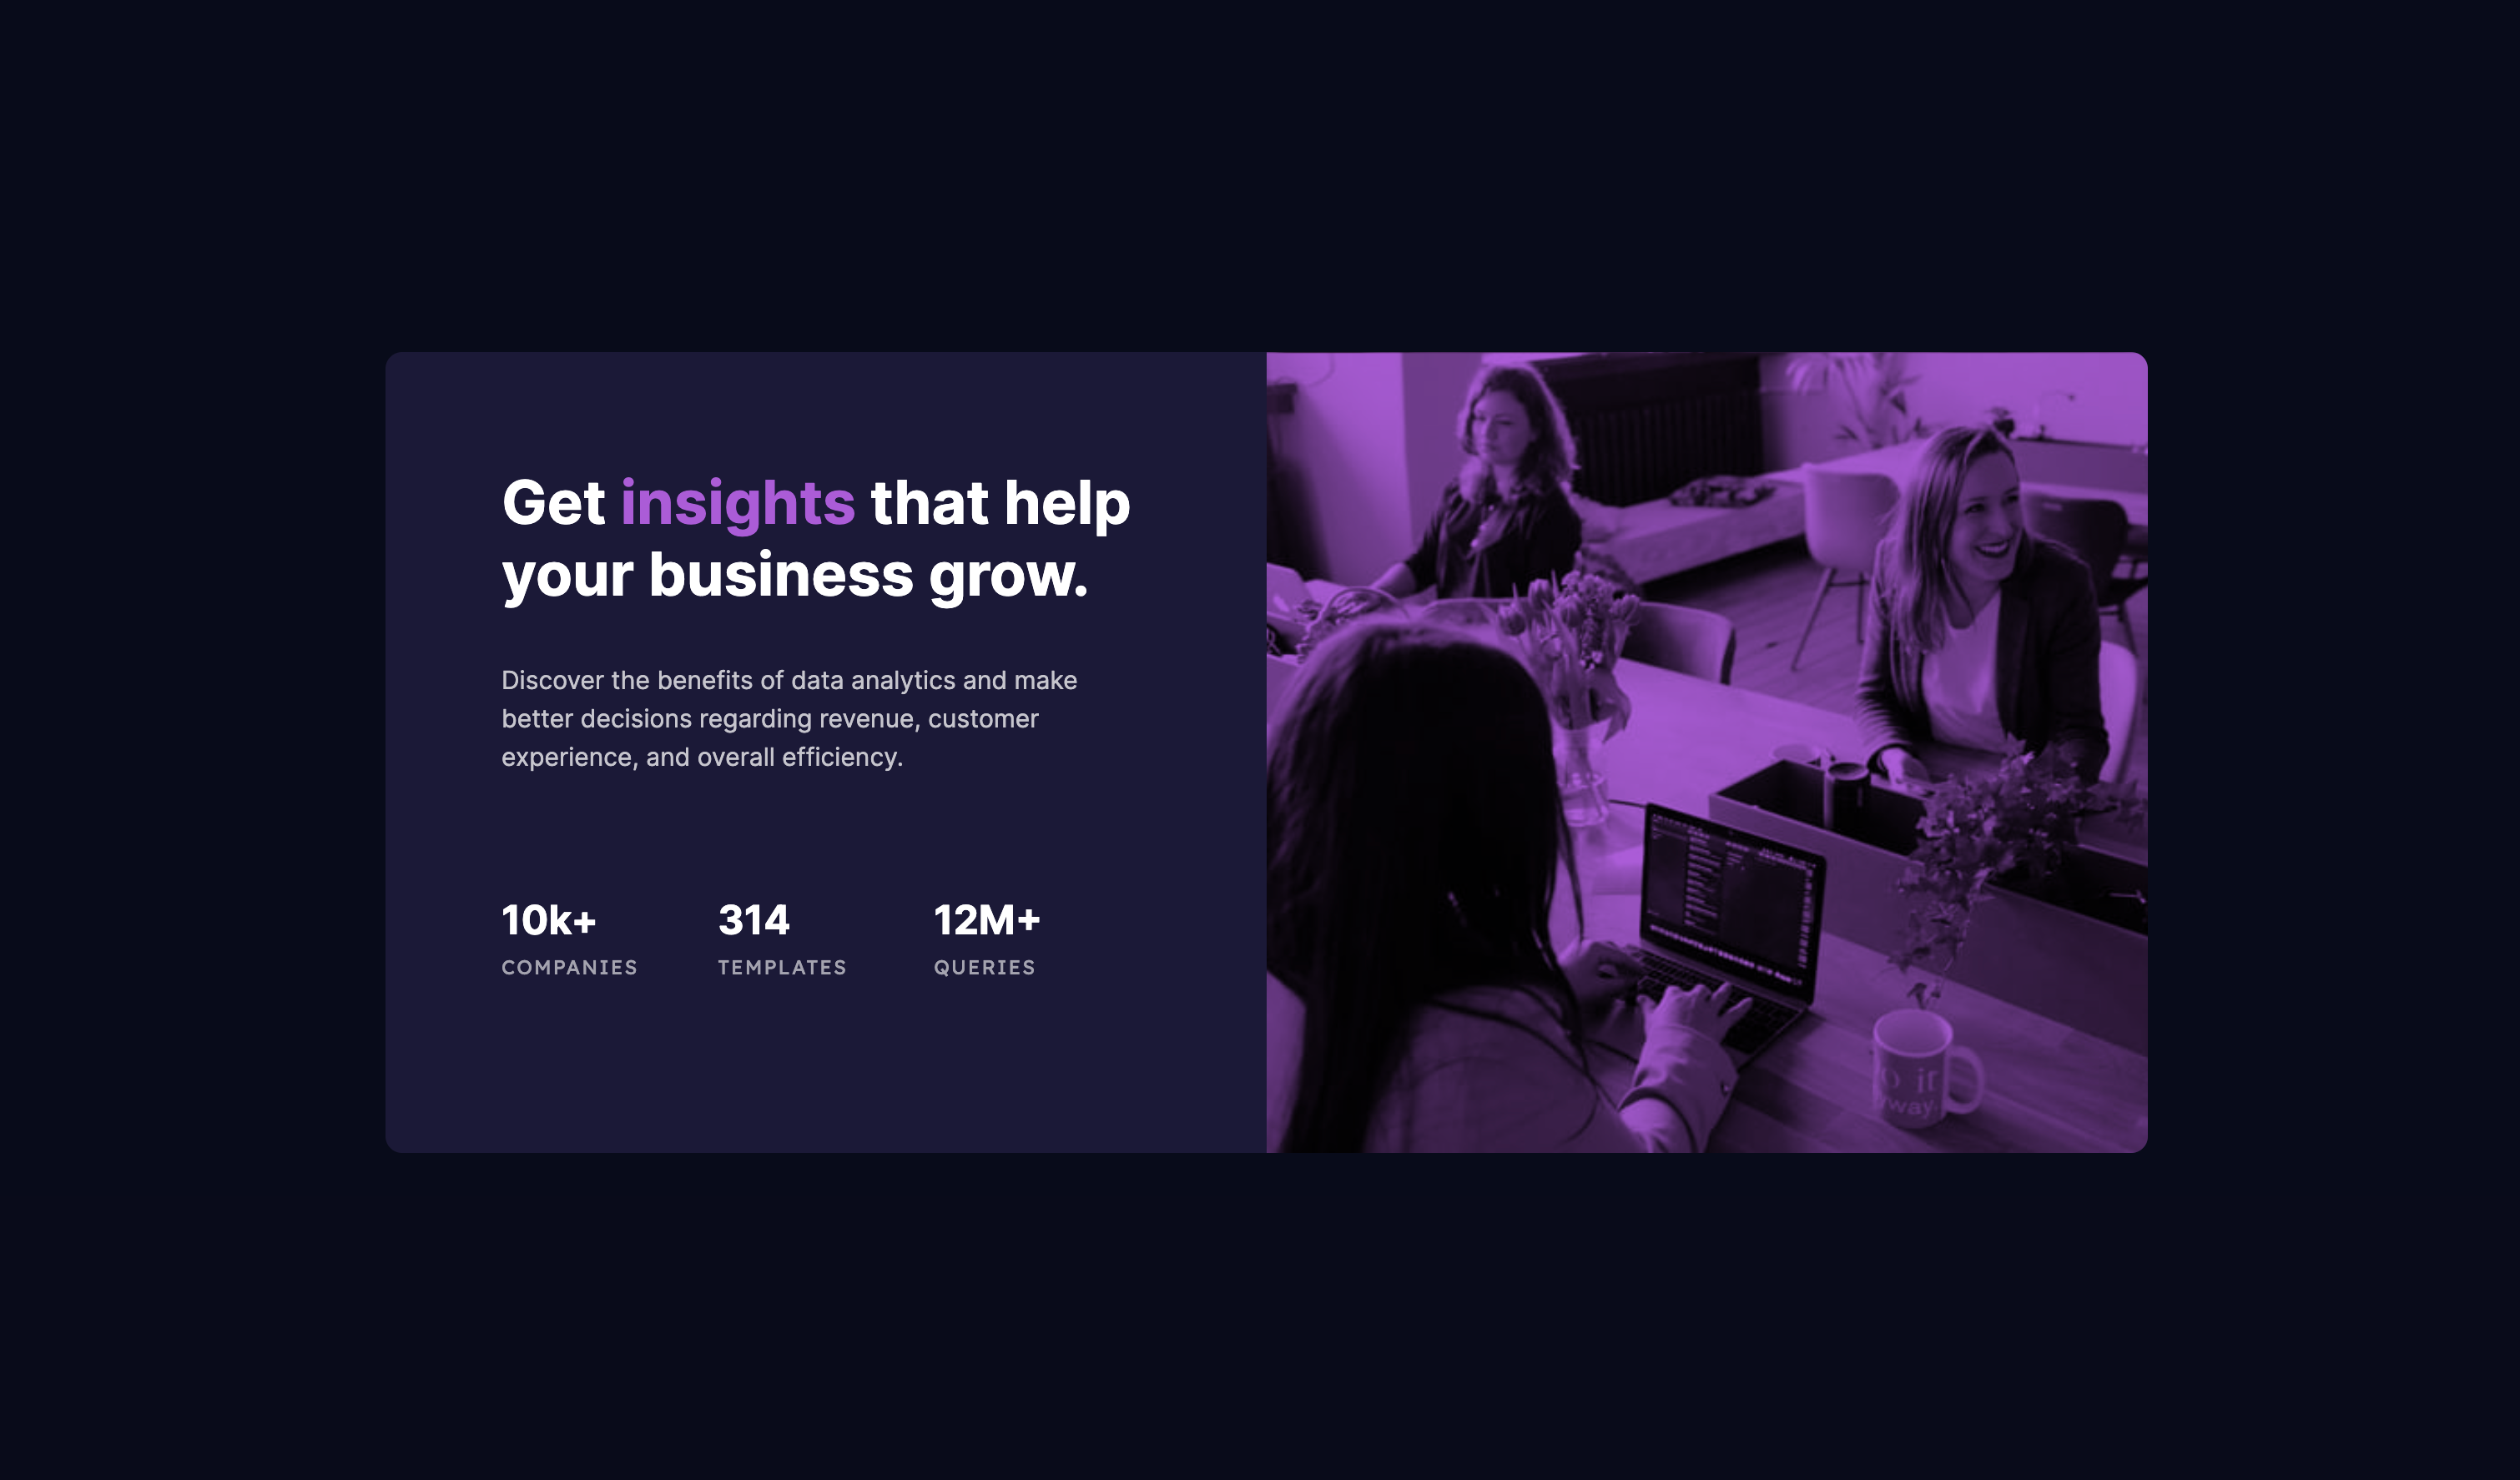 Get insights that help
your business grow.
Discover the benefits of data analytics and make
better decisions regarding revenue, customer
experience, and overall efficiency.
10k+ 314 12M+
COMPANIES TEMPLATES QUERIES